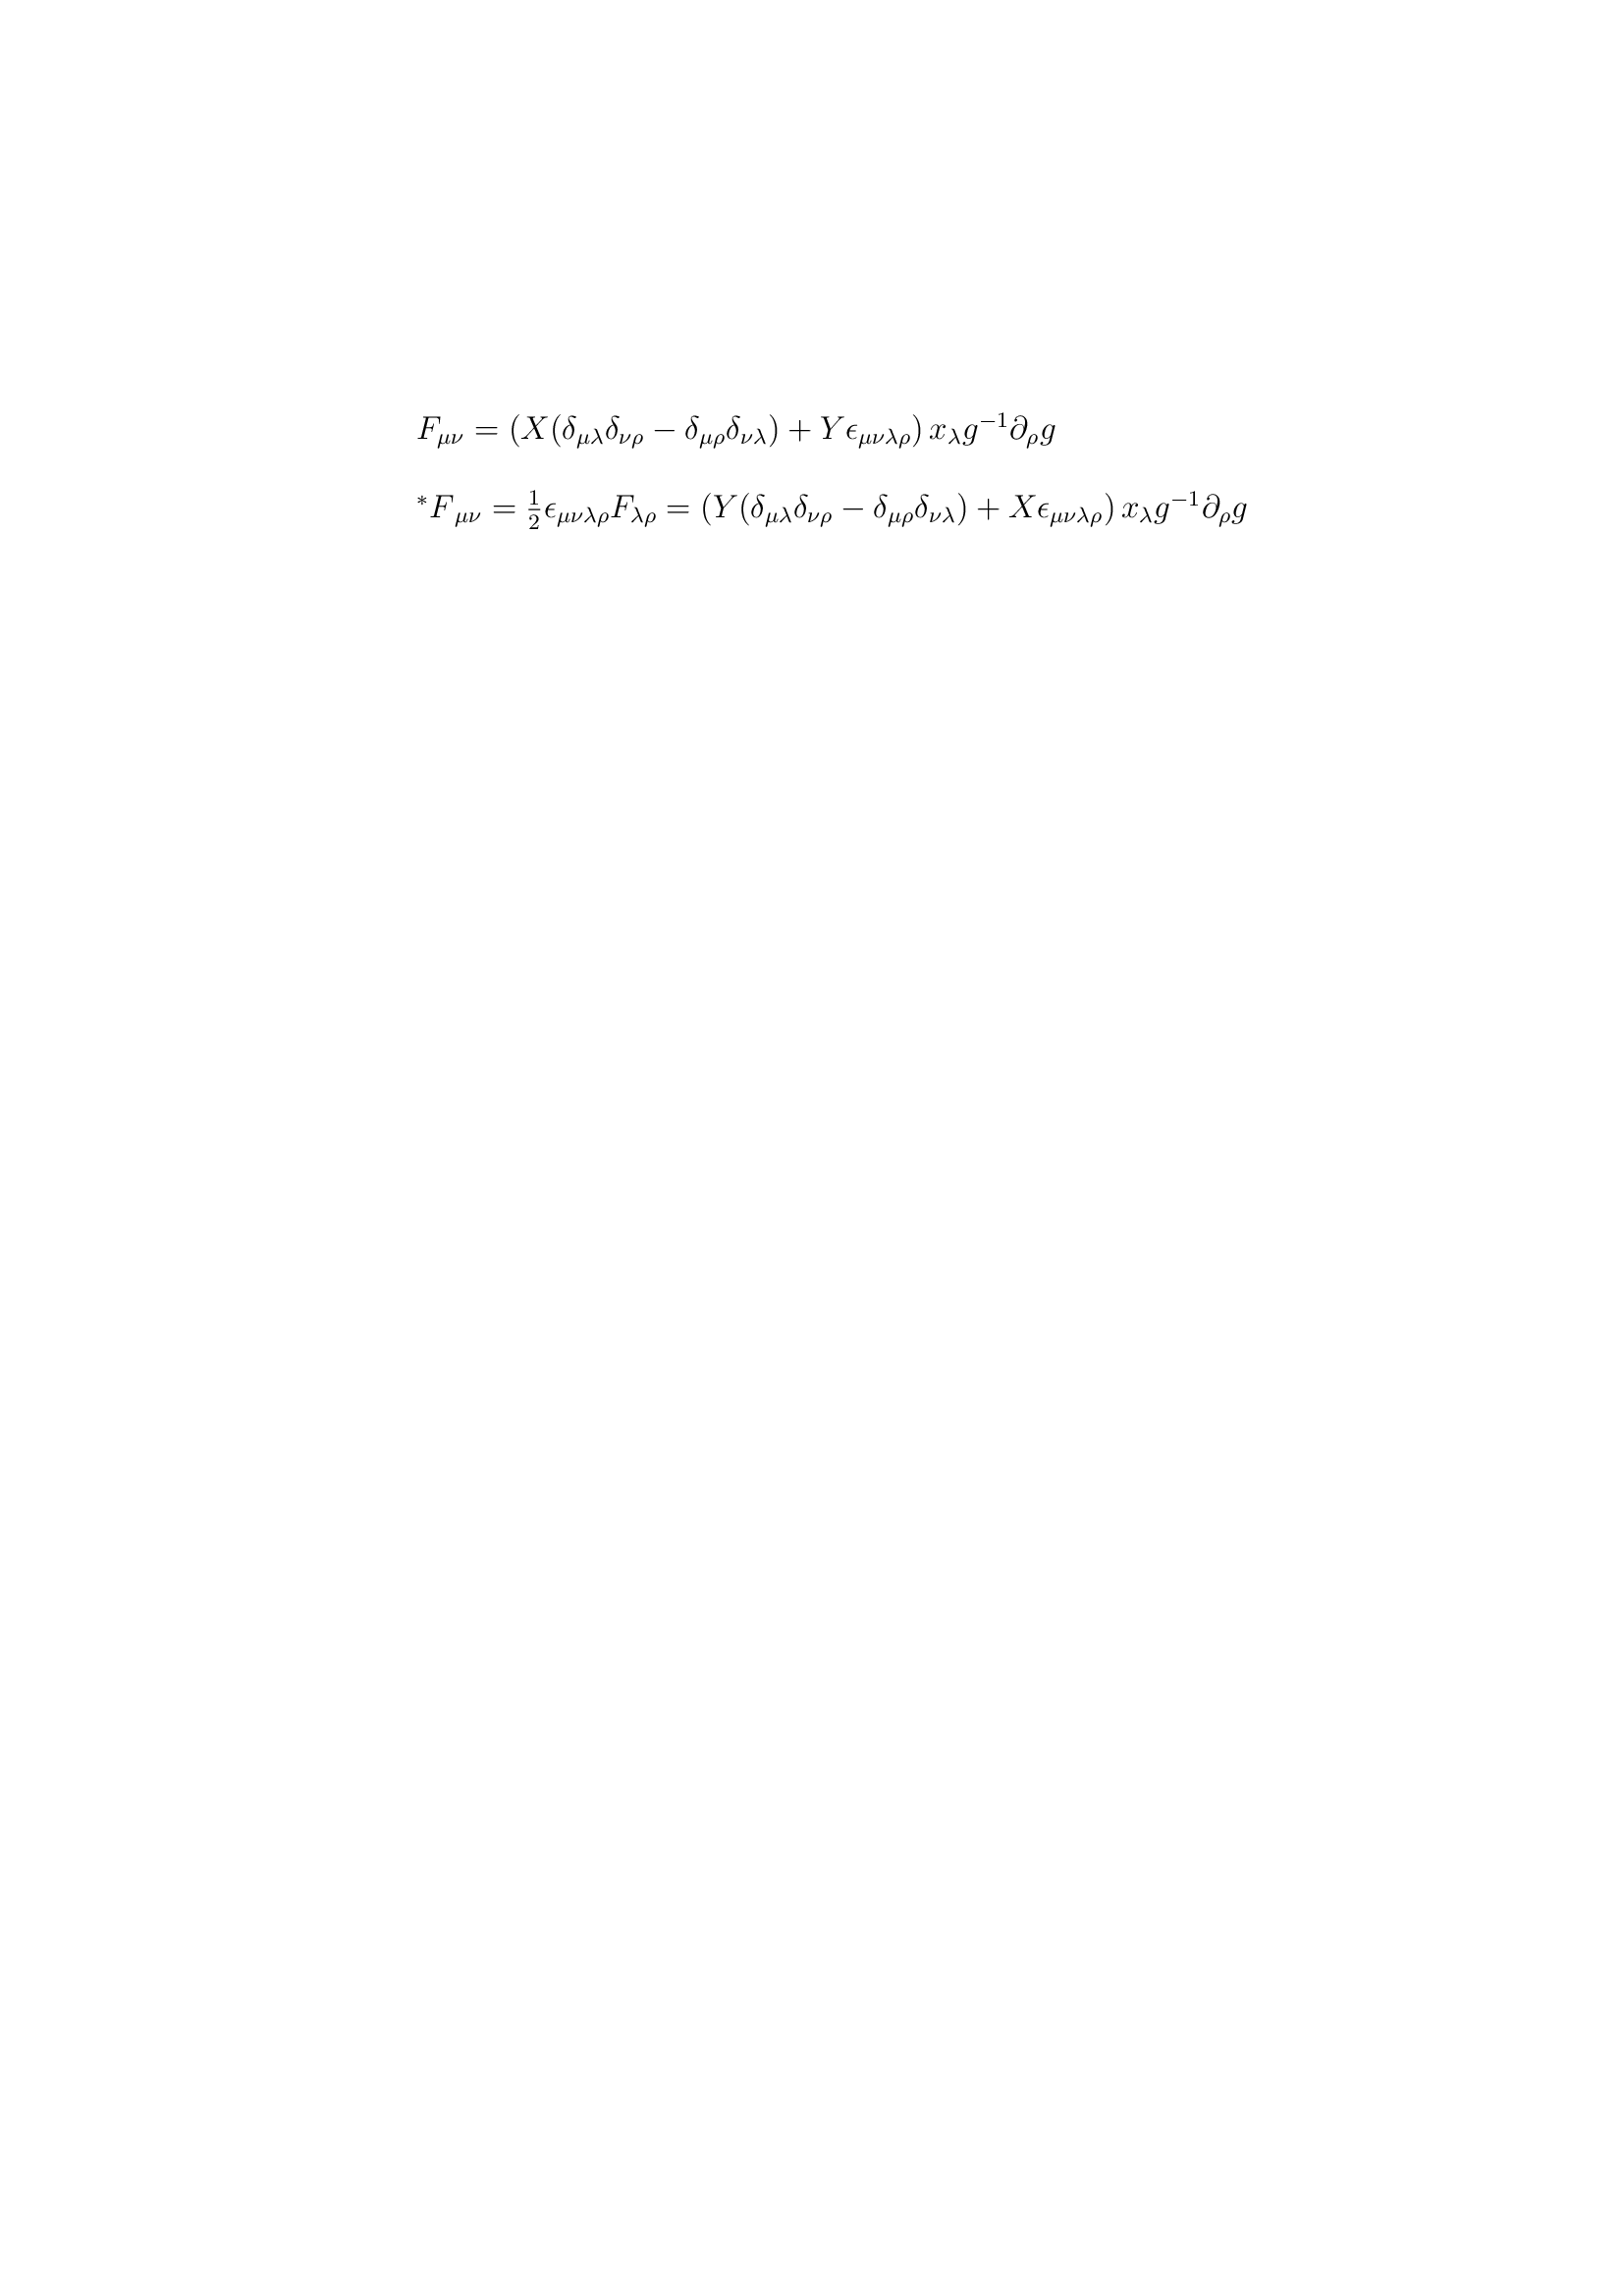 $F_{\mu\nu} = \left(X(\delta_{\mu\lambda}\delta_{\nu\rho} - \delta_{\mu\rho}\delta_{\nu\lambda}) + Y\epsilon_{\mu\nu\lambda\rho}\right) x_\lambda g^{-1}\partial_\rho g$
${}^*F_{\mu\nu} = \frac{1}{2}\epsilon_{\mu\nu\lambda\rho}F_{\lambda\rho} = \left(Y(\delta_{\mu\lambda}\delta_{\nu\rho} - \delta_{\mu\rho}\delta_{\nu\lambda}) + X\epsilon_{\mu\nu\lambda\rho}\right) x_\lambda g^{-1}\partial_\rho g$